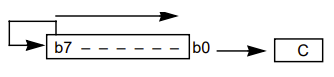 b7 – – – – – – b0 C